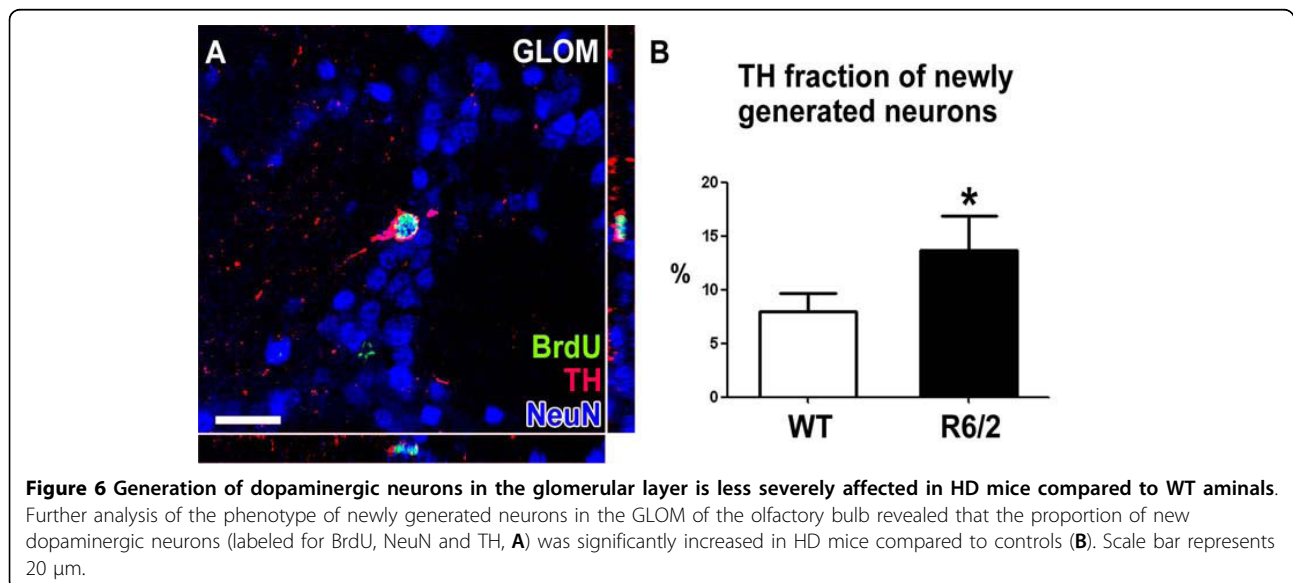 A
GLOM
BrdU
TH
NeuN
B
TH fraction of newly
generated neurons
20
15
10
5
0
%
*
WT
R6/2
Figure 6 Generation of dopaminergic neurons in the glomerular layer is less severely affected in HD mice compared to WT aminals.
Further analysis of the phenotype of newly generated neurons in the GLOM of the olfactory bulb revealed that the proportion of new
dopaminergic neurons (labeled for BrdU, NeuN and TH, A) was significantly increased in HD mice compared to controls (B). Scale bar represents
20 μm.